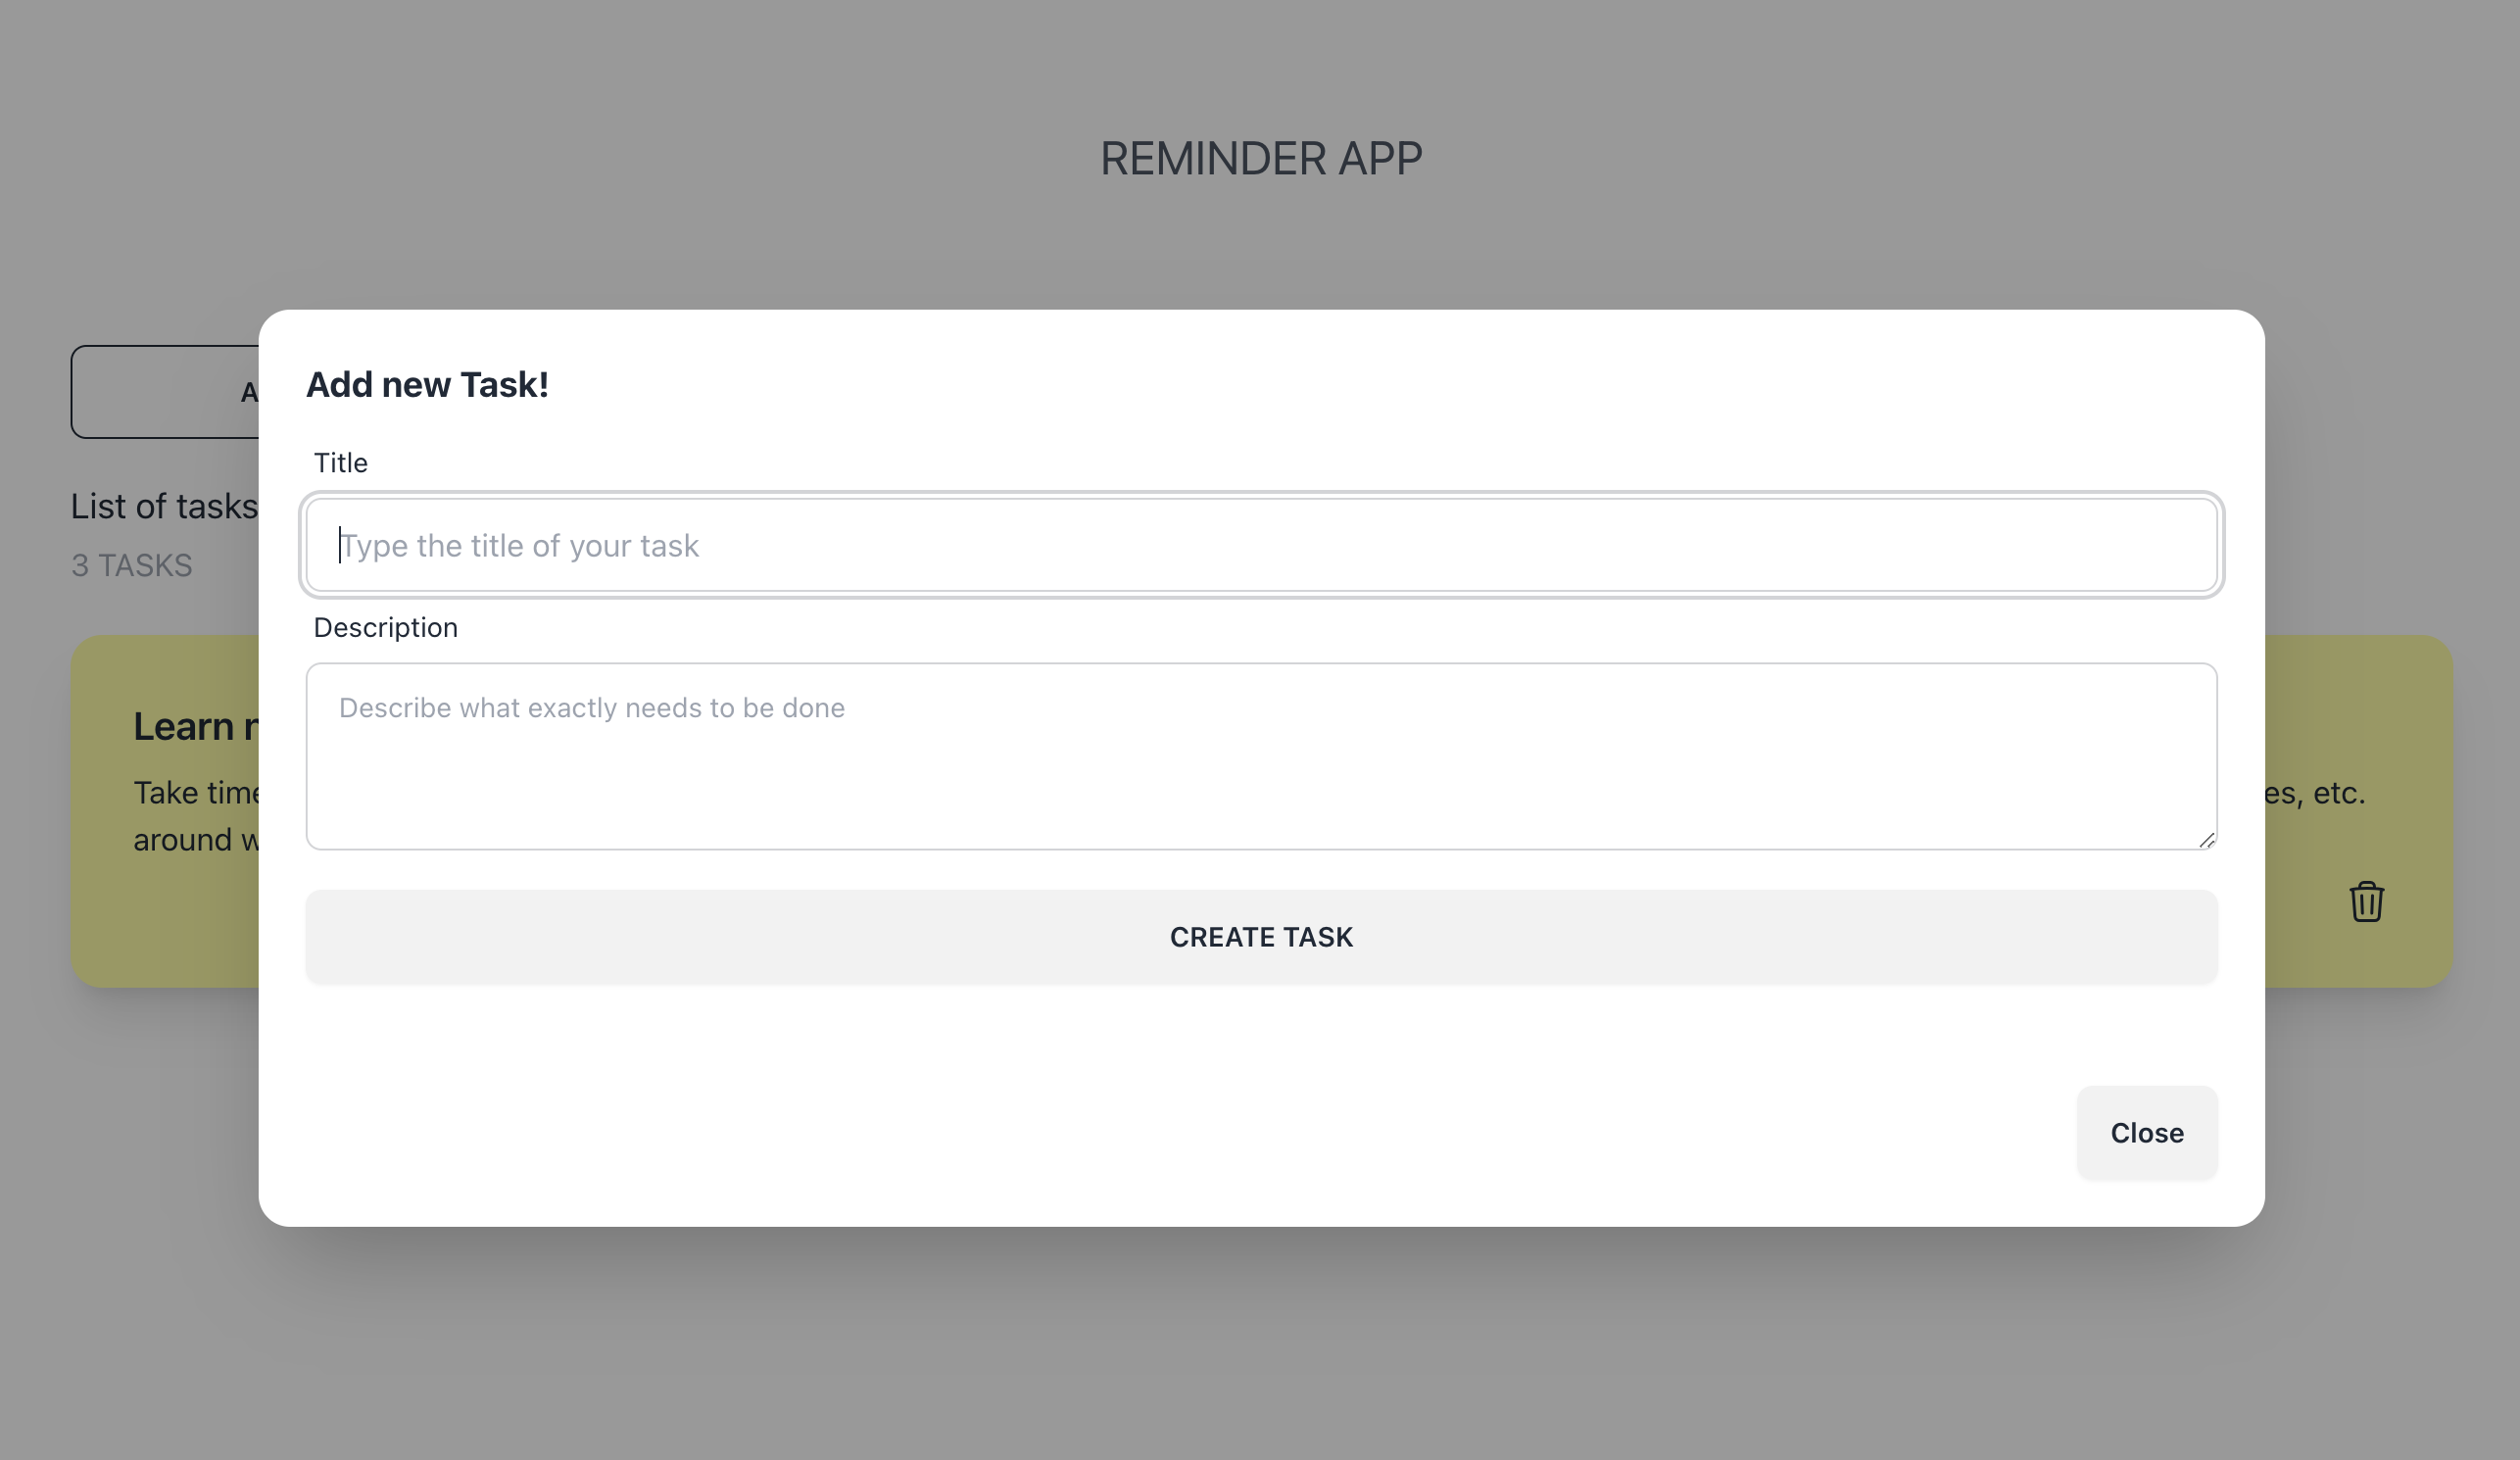 REMINDER APP
Add new Task!
Title
List of tasks
Type the title of your task
3 TASKS
Description
Describe what exactly needs to be done
Learn
Take time
es, etc.
around
CREATE TASK
Close